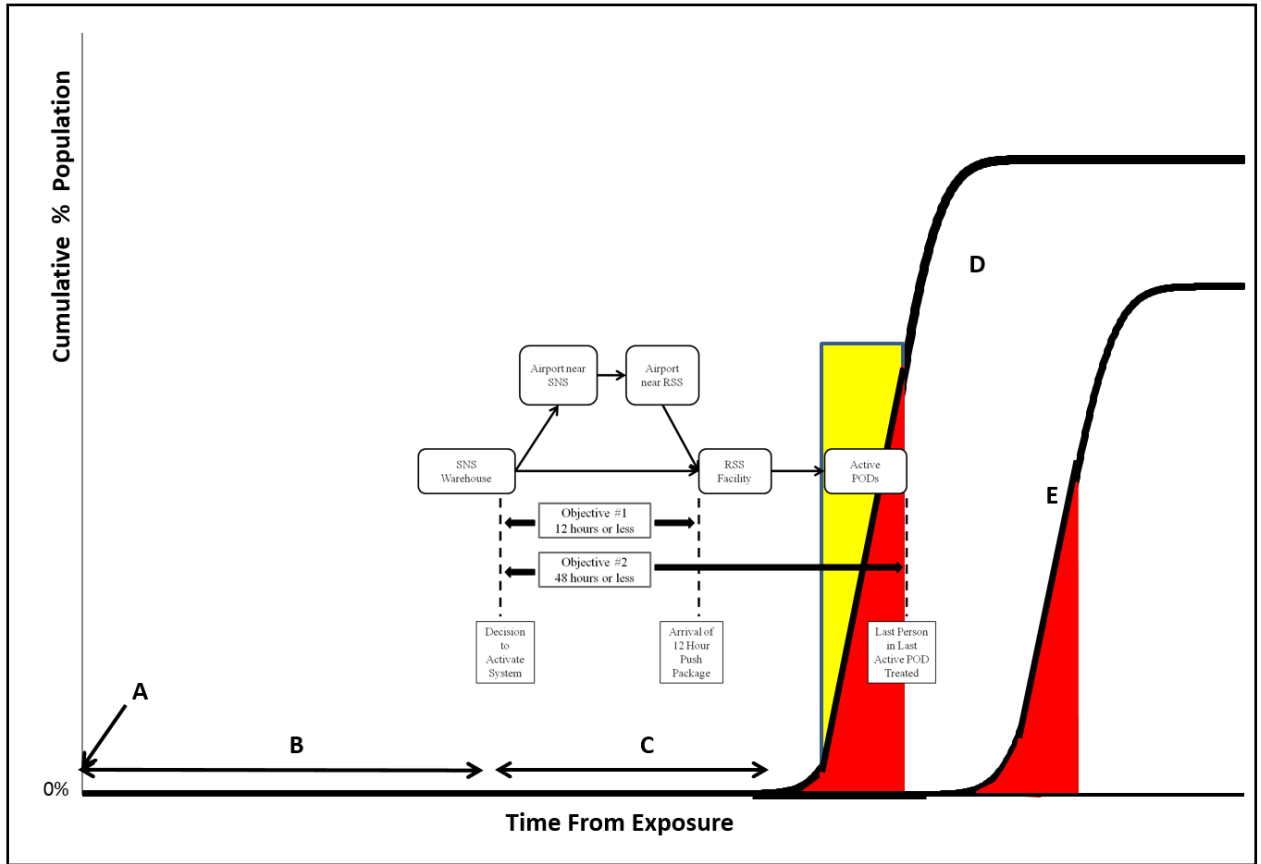 Cumulative % Population
D
Airport near
SNS
Airport
near RSS
SNS
Warehouse
RSS
Facility
Active
PODs
E
Objective #1
12 hours or less
Objective #2
48 hours or less
Decision
to
Activate
System
Arrival of
12 Hour
Push
Package
Last Person
in Last
Active POD
Treated
A
B
C
0%
Time From Exposure